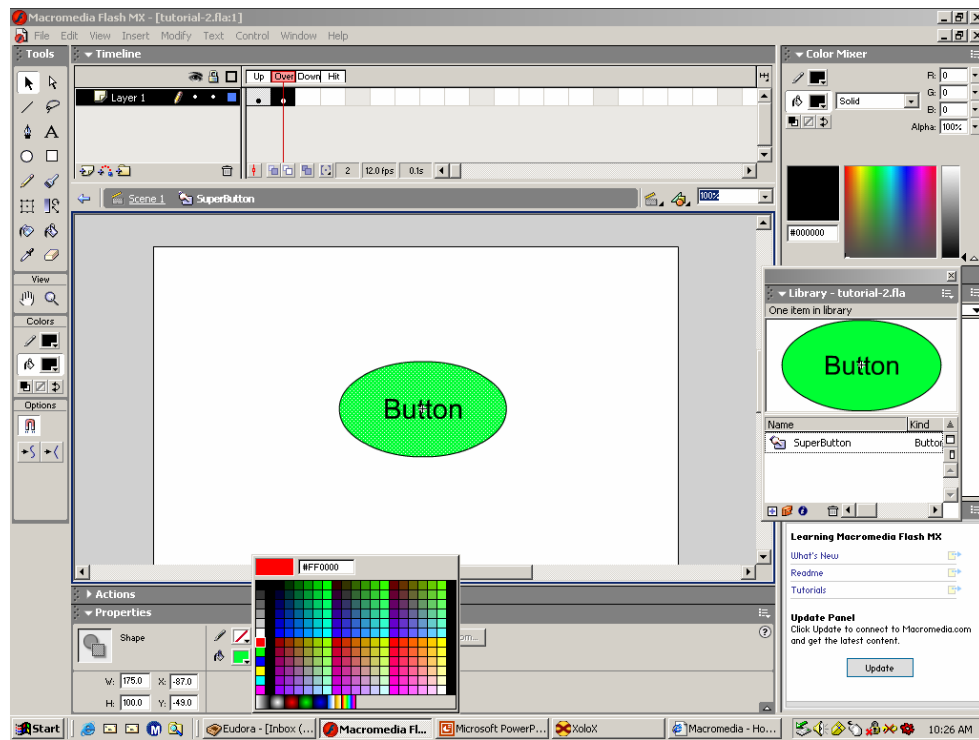 Macromedia Flash MX - [tutorial-2.fla:1]
File Edit View Insert Modify Text Control Window Help
Tools
Timeline
Color Mixer
Up Over Down Hit
Layer 1
2 12.0 fps 0.1s
R: 0
Solid
G: 0
B: 0
Alpha: 100%
#000000
Scene 1 SuperButton
100%
View
Colors
Options
Button
Library - tutorial-2.fla
One item in library
Button
Name Kind
SuperButton Button
Learning Macromedia Flash MX
What's New
Readme
Tutorials
Update Panel
Click Update to connect to Macromedia.com
and get the latest content.
Update
#FF0000
Actions
Properties
Shape
W: 175.0 X: -87.0
H: 100.0 Y: -49.0
Start
Eudora - [Inbox (...
Macromedia Fl...
Microsoft PowerP...
XoloX
Macromedia - Ho...
10:26 AM